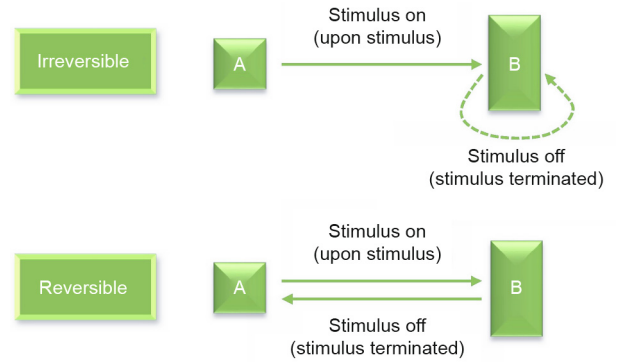 Stimulus on
(upon stimulus)
Irreversible
A
B
Stimulus off
(stimulus terminated)
Stimulus on
(upon stimulus)
Reversible
A
B
Stimulus off
(stimulus terminated)